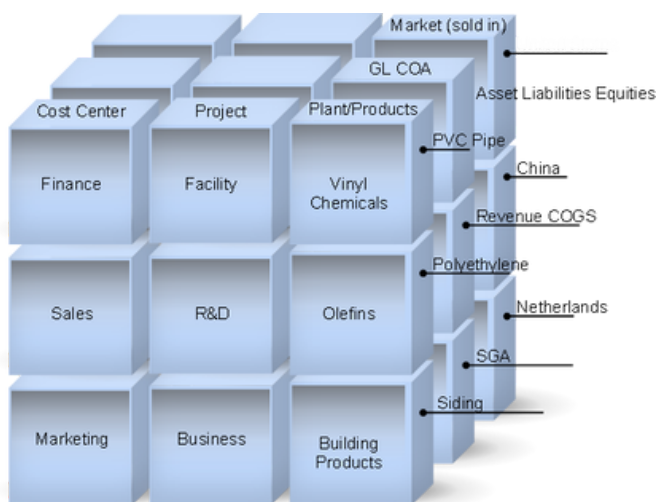 Market (sold in)
GL COA
Asset Liabilities Equities
Cost Center
Project
Plant/Products
PVC Pipe
China
Finance
Facility
Vinyl
Chemicals
Revenue COGS
Polyethylene
Netherlands
Sales
R&D
Olefins
SGA
Siding
Marketing
Business
Building
Products